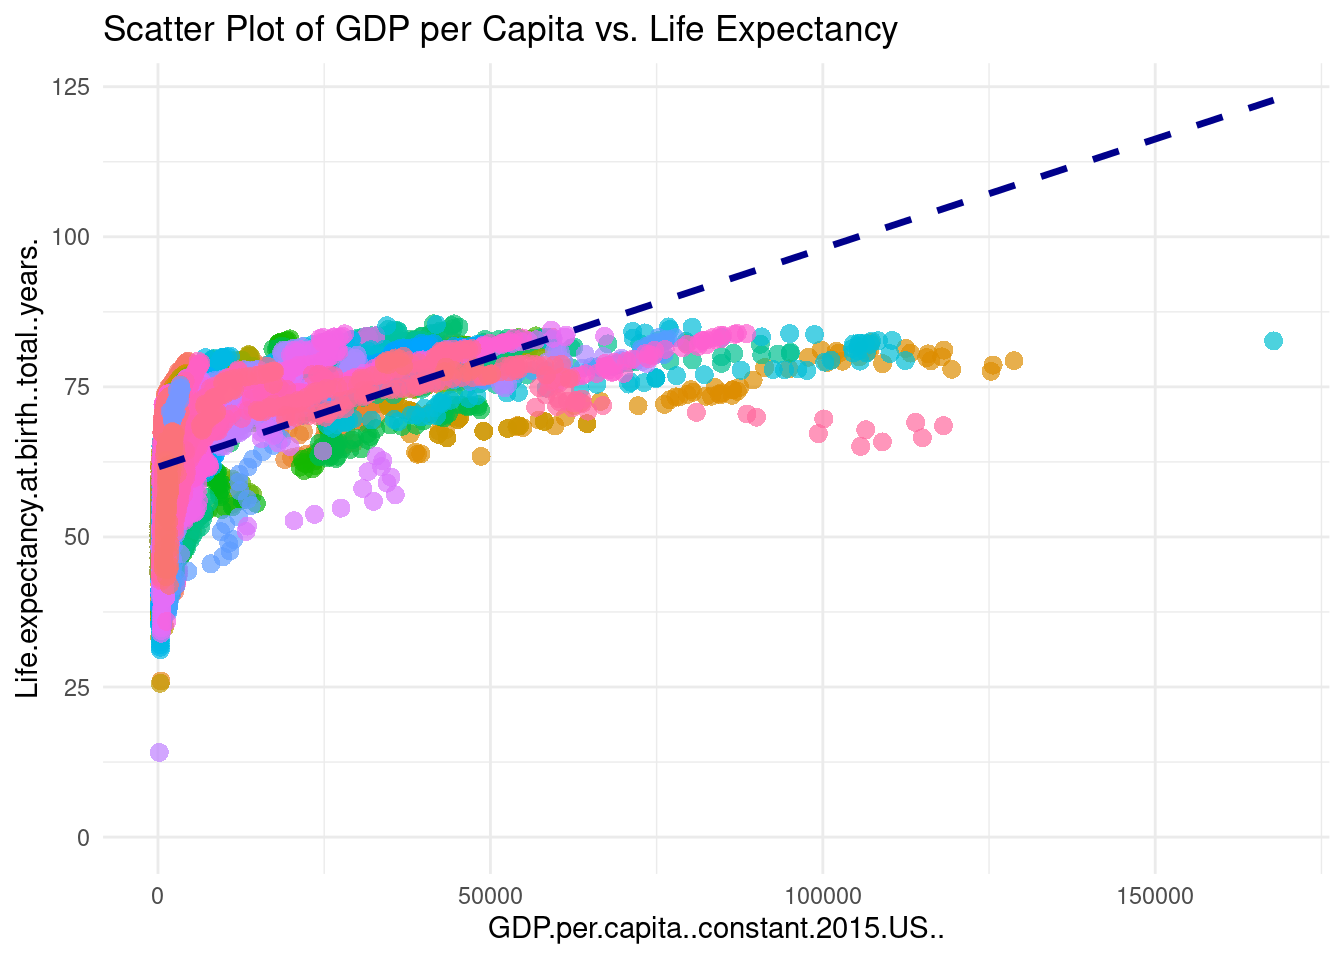 Scatter Plot of GDP per Capita vs. Life Expectancy
125
100
75
50
25
0
Life.expectancy.at.birth..total..years.
0 50000 100000 150000
GDP.per.capita..constant.2015.US..